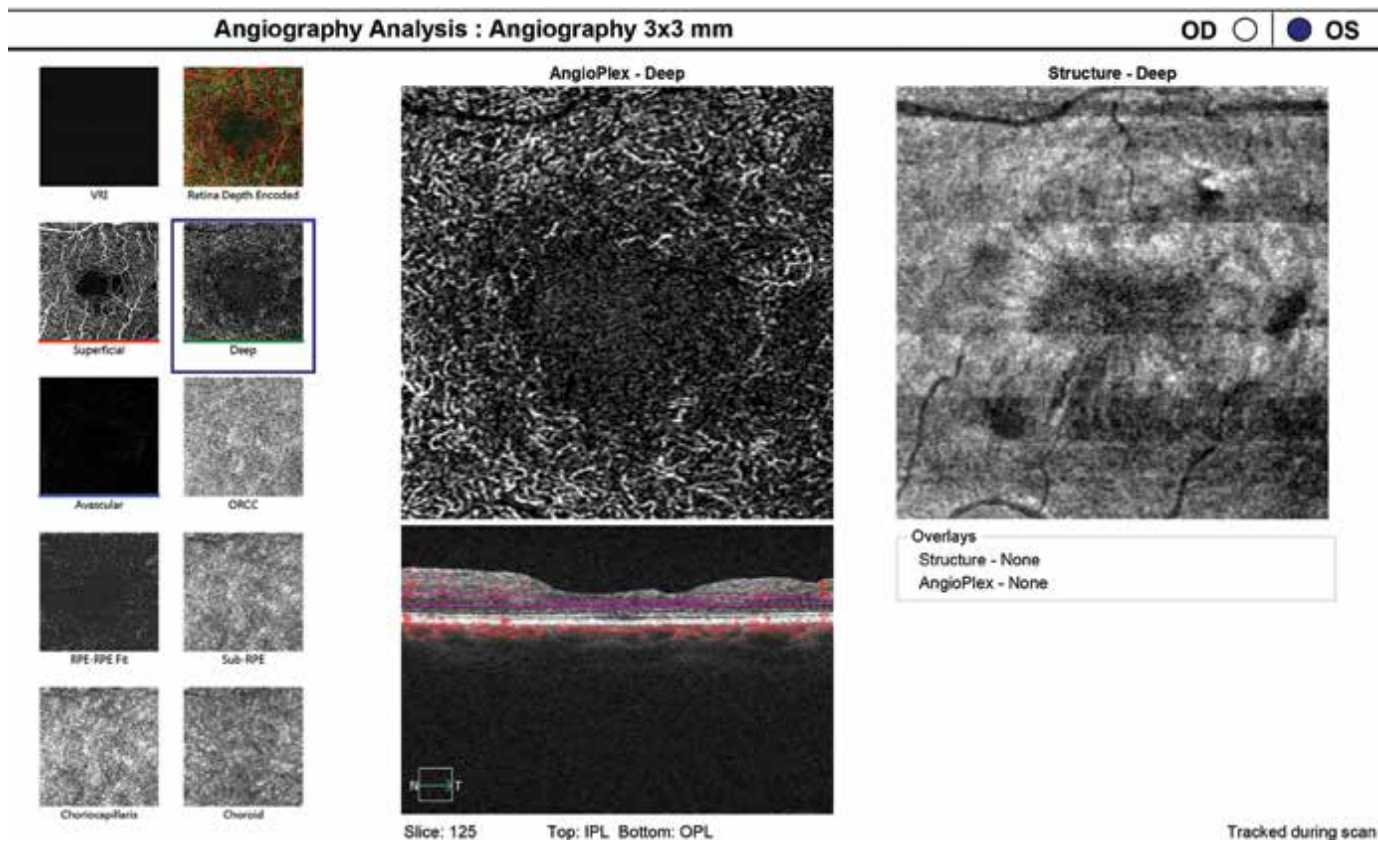 Angiography Analysis : Angiography 3x3 mm
OD OS
AngioPlex - Deep
Structure - Deep
VRI
Retina Depth Encoded
Superficial
Deep
Avascular
ORCC
RPE-RPE Fit
Sub-RPE
Choriocapillaris
Choroid
Overlays
Structure - None
AngioPlex - None
N T
Slice: 125 Top: IPL Bottom: OPL
Tracked during scan